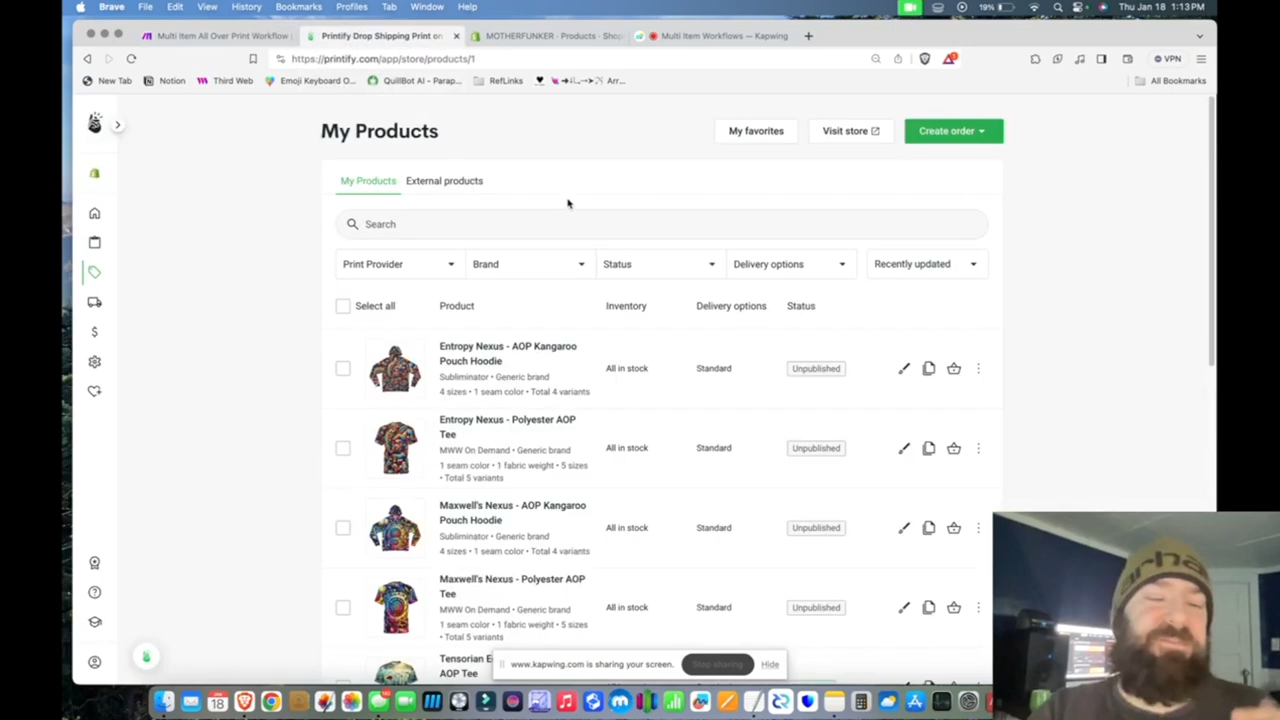 Brave File Edit View History Bookmarks Profiles Tab Window Help
19% Thu Jan 18 1:13 PM
Multi Item All Over Print Workflow
Printify Drop Shipping Print on
MOTHERFUNKER · Products · Shop
Multi Item Workflows — Kapwing
https://printify.com/app/store/products/1
VPN
New Tab Notion Third Web Emoji Keyboard O... QuillBot AI - Parap... RefLinks Arr... All Bookmarks
My Products
My favorites Visit store Create order
My Products External products
Search
Print Provider Brand Status Delivery options Recently updated
Select all Product Inventory Delivery options Status
Entropy Nexus - AOP Kangaroo
Pouch Hoodie
Subliminator • Generic brand
4 sizes • 1 seam color • Total 4 variants
All in stock Standard Unpublished
Entropy Nexus - Polyester AOP
Tee
MWW On Demand • Generic brand
1 seam color • 1 fabric weight • 5 sizes
• Total 5 variants
All in stock Standard Unpublished
Maxwell's Nexus - AOP Kangaroo
Pouch Hoodie
Subliminator • Generic brand
4 sizes • 1 seam color • Total 4 variants
All in stock Standard Unpublished
Maxwell's Nexus - Polyester AOP
Tee
MWW On Demand • Generic brand
1 seam color • 1 fabric weight • 5 sizes
• Total 5 variants
All in stock Standard Unpublished
Tensorian E
AOP Tee
www.kapwing.com is sharing your screen. Stop sharing Hide
18
arha